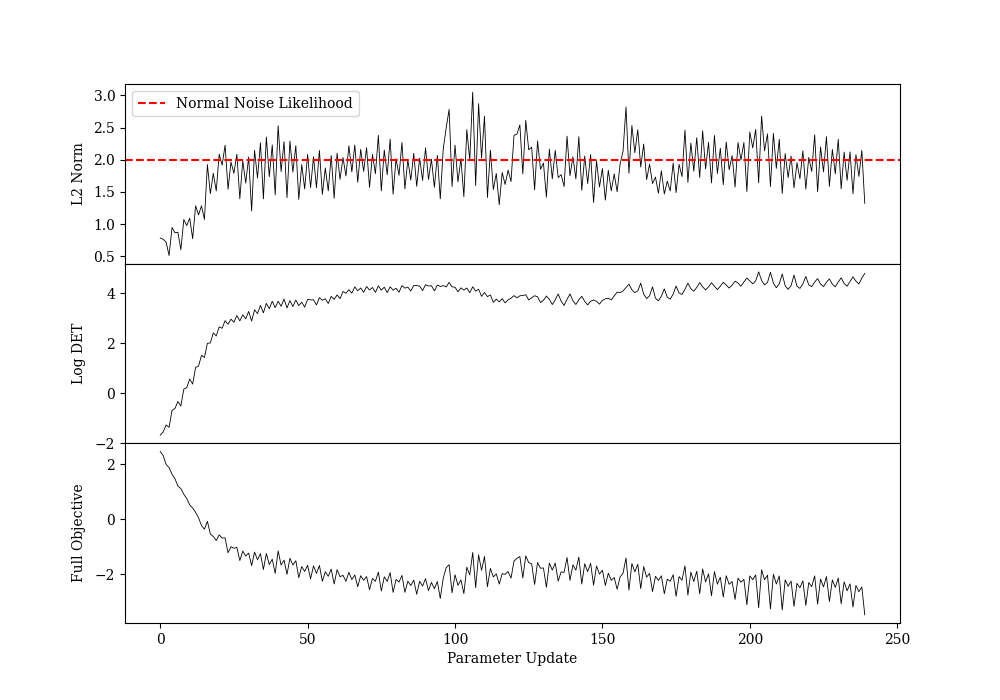 Normal Noise Likelihood
L2 Norm
3.0
2.5
2.0
1.5
1.0
0.5
Log DET
4
2
0
−2
Full Objective
2
0
−2
0 50 100 150 200 250
Parameter Update